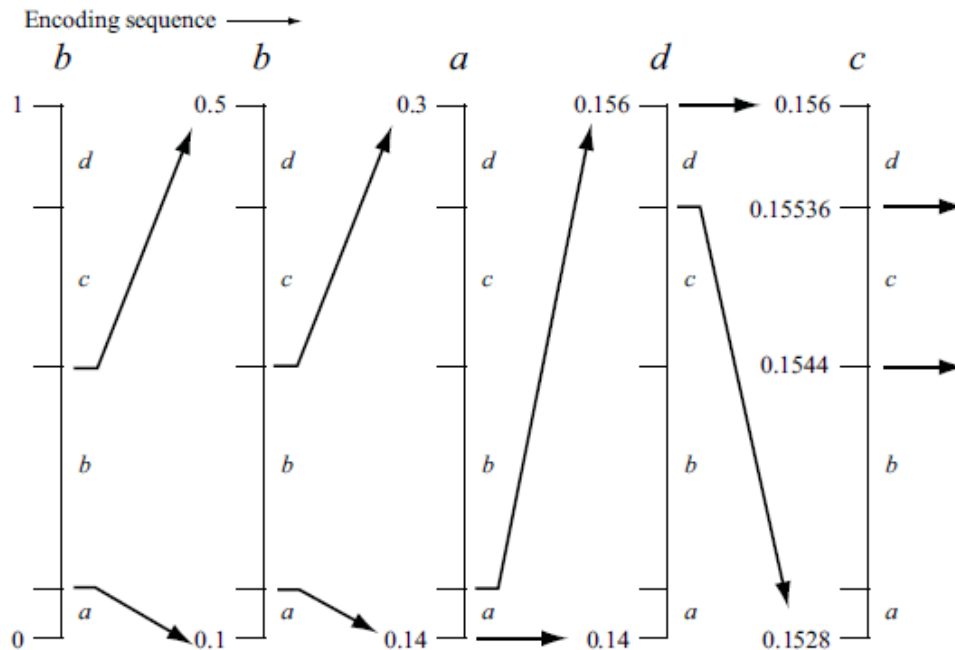 Encoding sequence
b b a d c
1 0.5 0.3 0.156 0.156
d d d d d
0.15536
c c c c c
0.1544
b b b b b
a a a a a
0 0.1 0.14 0.14 0.1528